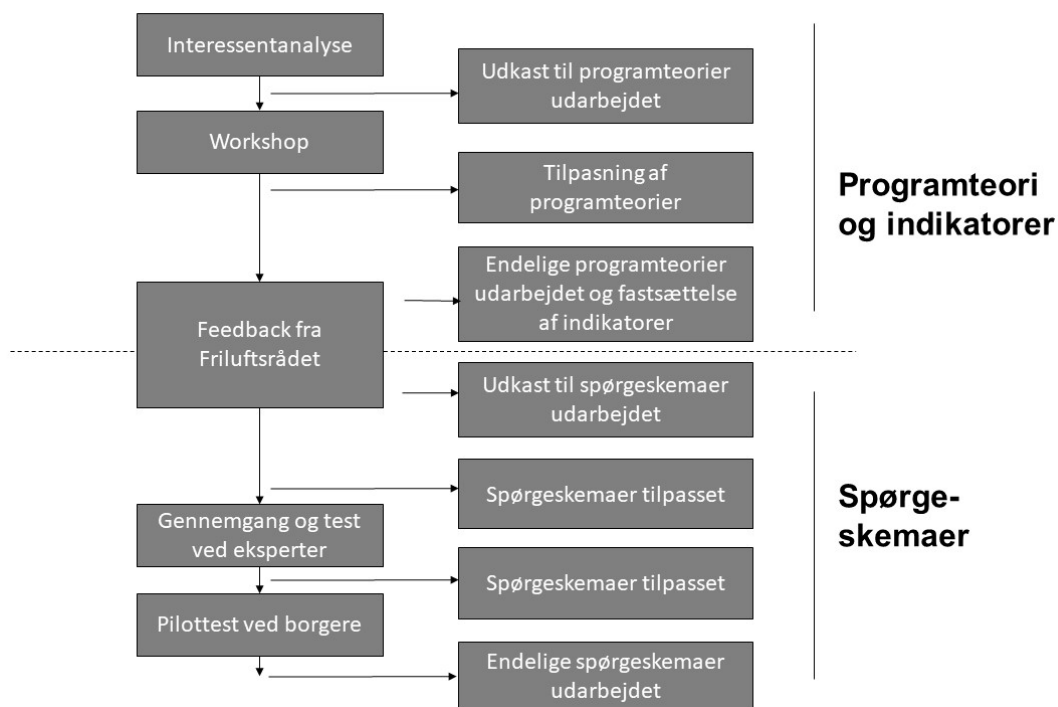 Interessentanalyse
Udkast til programteorier
udarbejdet
Workshop
Tilpasning af
programteorier
Programteori
og indikatorer
Endelige programteorier
udarbejdet og fastsættelse
af indikatorer
Feedback fra
Friluftsrådet
Udkast til spørgeskemaer
udarbejdet
Spørgeskemaer tilpasset
Spørge-
skemaer
Gennemgang og test
ved eksperter
Spørgeskemaer tilpasset
Pilottest ved borgere
Endelige spørgeskemaer
udarbejdet